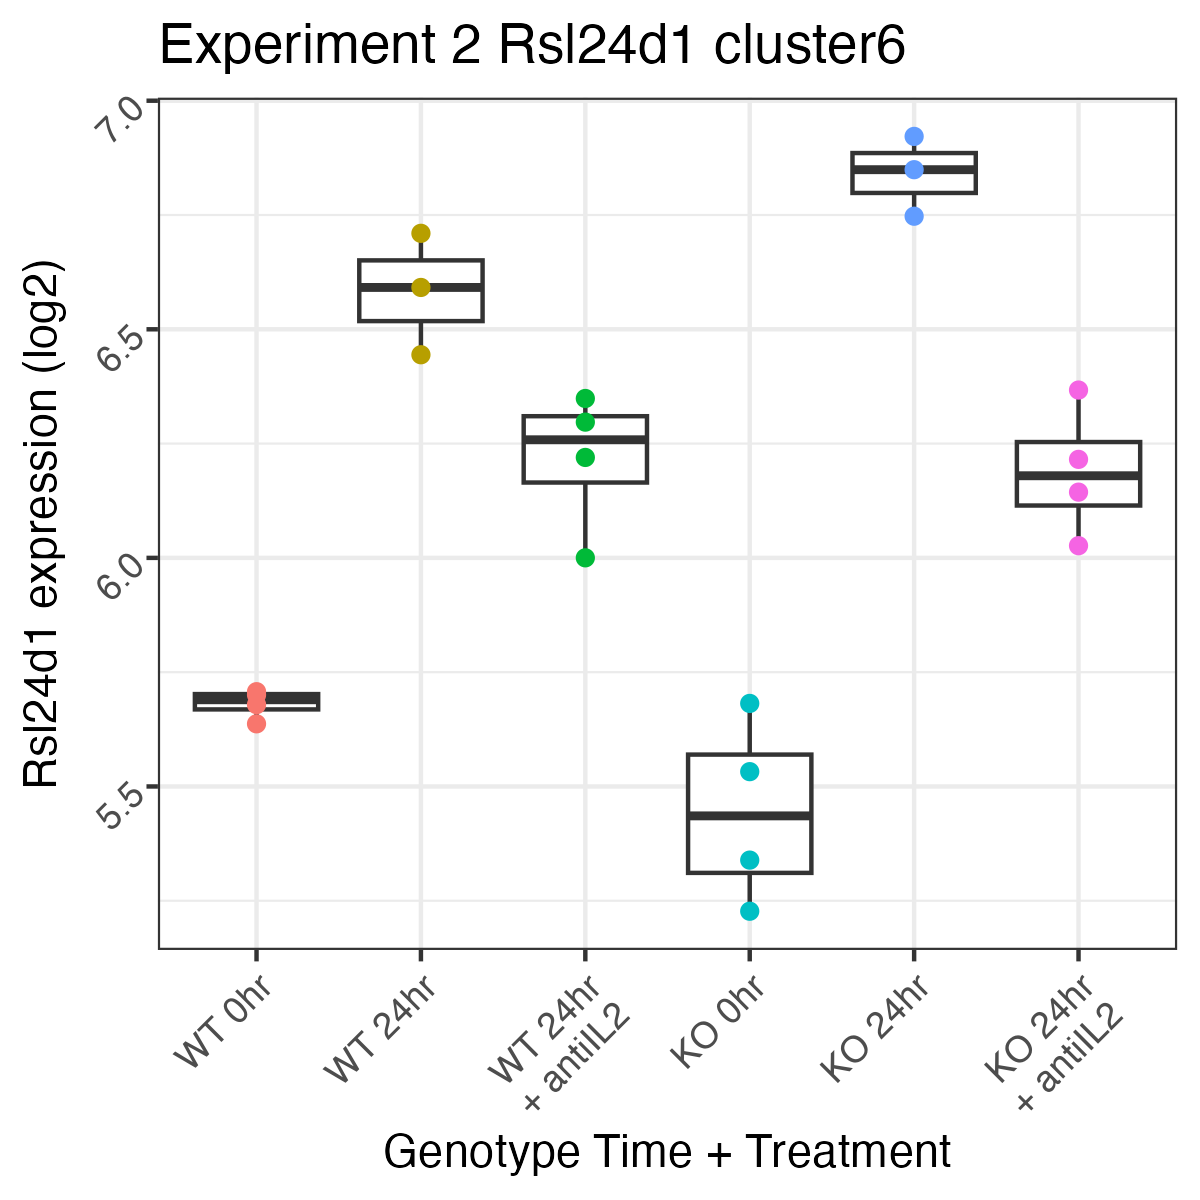 Experiment 2 Rsl24d1 cluster6
Rsl24d1 expression (log2)
7.0
6.5
6.0
5.5
WT 0hr
WT 24hr
WT 24hr
+ antiIL2
KO 0hr
KO 24hr
KO 24hr
+ antiIL2
Genotype Time + Treatment